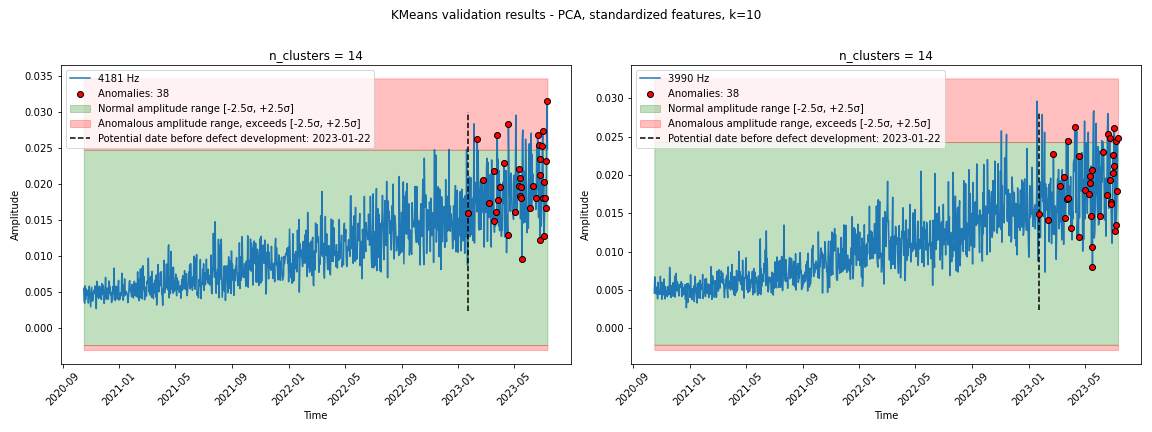 KMeans validation results - PCA, standardized features, k=10
n_clusters = 14
4181 Hz
Anomalies: 38
Normal amplitude range [-2.5σ, +2.5σ]
Anomalous amplitude range, exceeds [-2.5σ, +2.5σ]
Potential date before defect development: 2023-01-22
Amplitude
0.035
0.030
0.025
0.020
0.015
0.010
0.005
0.000
2020-09
2021-01
2021-05
2021-09
2022-01
2022-05
2022-09
2023-01
2023-05
Time
n_clusters = 14
3990 Hz
Anomalies: 38
Normal amplitude range [-2.5σ, +2.5σ]
Anomalous amplitude range, exceeds [-2.5σ, +2.5σ]
Potential date before defect development: 2023-01-22
Amplitude
0.030
0.025
0.020
0.015
0.010
0.005
0.000
2020-09
2021-01
2021-05
2021-09
2022-01
2022-05
2022-09
2023-01
2023-05
Time